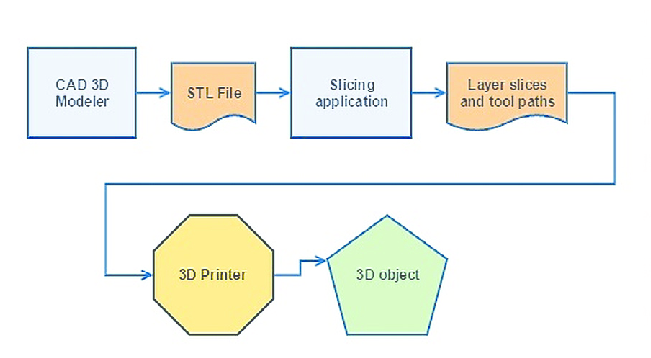 CAD 3D
Modeler
STL File
Slicing
application
Layer slices
and tool paths
3D Printer
3D object